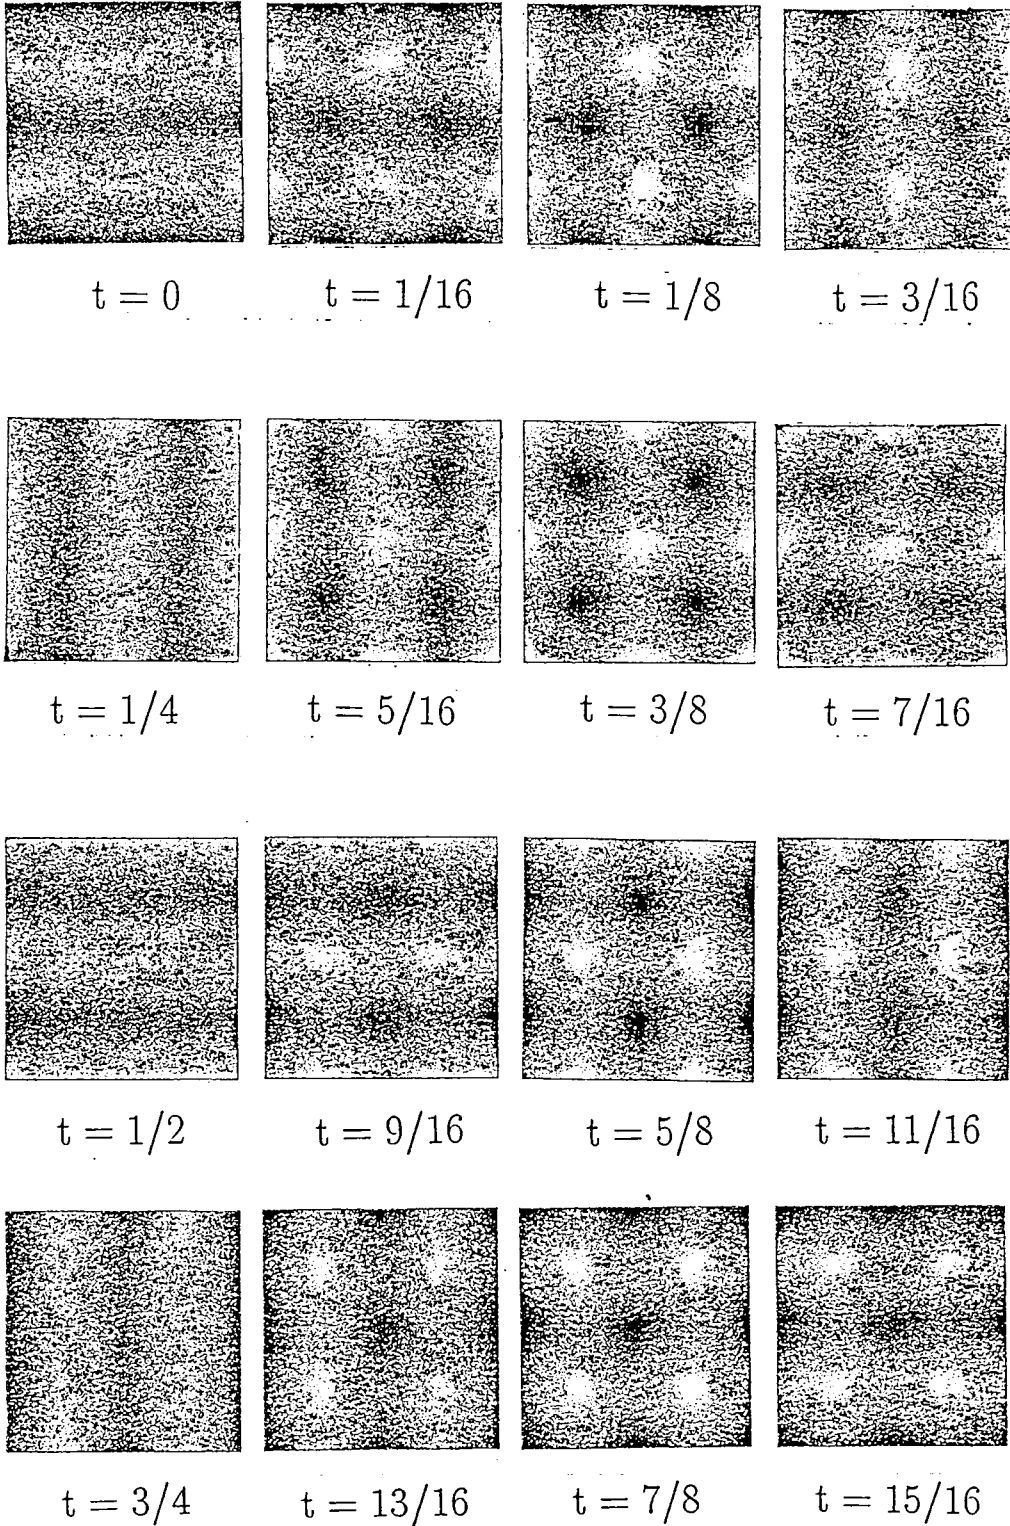 t = 0
t = 1/16
t = 1/8
t = 3/16
t = 1/4
t = 5/16
t = 3/8
t = 7/16
t = 1/2
t = 9/16
t = 5/8
t = 11/16
t = 3/4
t = 13/16
t = 7/8
t = 15/16